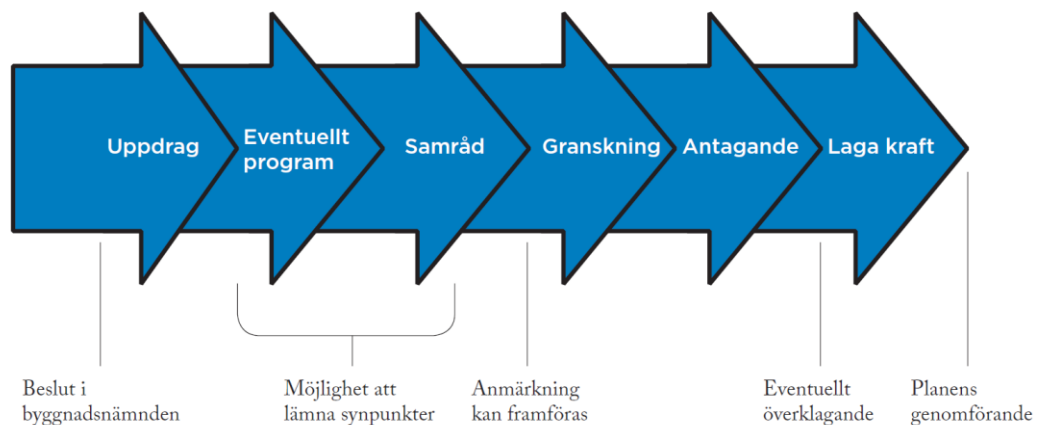 Uppdrag
Eventuellt
program
Samråd
Granskning
Antagande
Laga kraft
Beslut i
byggnadsnämnden
Möjlighet att
lämna synpunkter
Anmärkning
kan framföras
Eventuellt
överklagande
Planens
genomförande